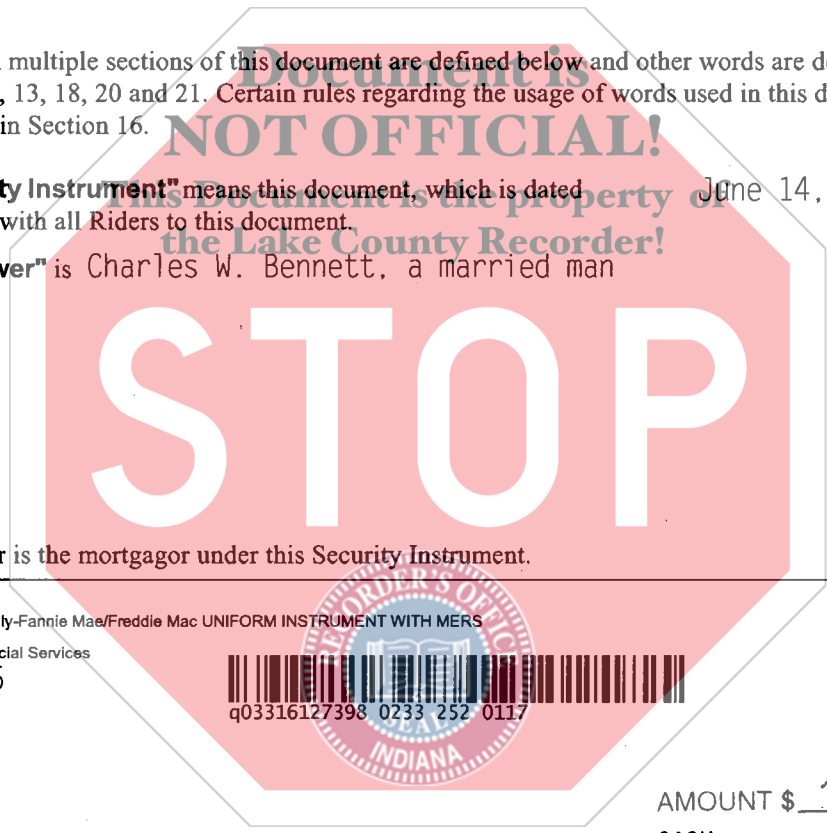 multiple sections of this document are defined below and other words are d
, 13, 18, 20 and 21. Certain rules regarding the usage of words used in this d
in Section 16.
Document is
NOT OFFICIAL!
This Document is the property of
the Lake County Recorder!
ty Instrument" means this document, which is dated June 14,
with all Riders to this document.
ver" is Charles W. Bennett, a married man
STOP
r is the mortgagor under this Security Instrument.
ly-Fannie Mae/Freddie Mac UNIFORM INSTRUMENT WITH MERS
cial Services
q03316127398 0233 252 0117
RECORDER'S OFFICE
SEAL
INDIANA
AMOUNT $